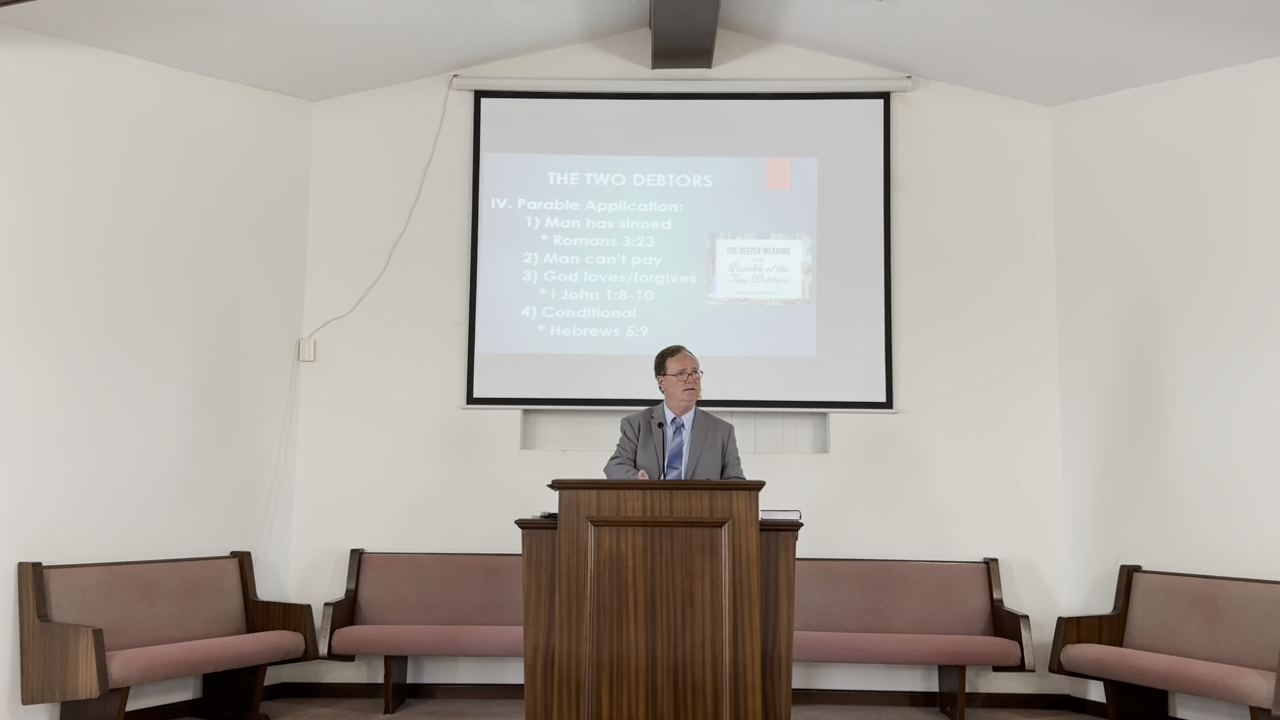 THE TWO DEBTORS
IV. Parable Application:
1) Man has sinned
* Romans 3:23
2) Man can't pay
3) God loves/forgives
* I John 1:8-10
4) Conditional
* Hebrews 5:9
THE DEEPER MEANING
Parable of the
Two Debtors